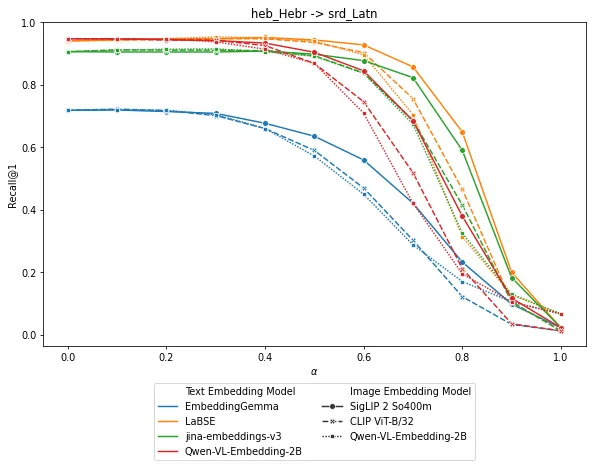 heb_Hebr -> srd_Latn
1.0
0.8
0.6
0.4
0.2
0.0
Recall@1
0.0 0.2 0.4 0.6 0.8 1.0
α
Text Embedding Model Image Embedding Model
EmbeddingGemma SigLIP 2 So400m
LaBSE CLIP ViT-B/32
jina-embeddings-v3 Qwen-VL-Embedding-2B
Qwen-VL-Embedding-2B